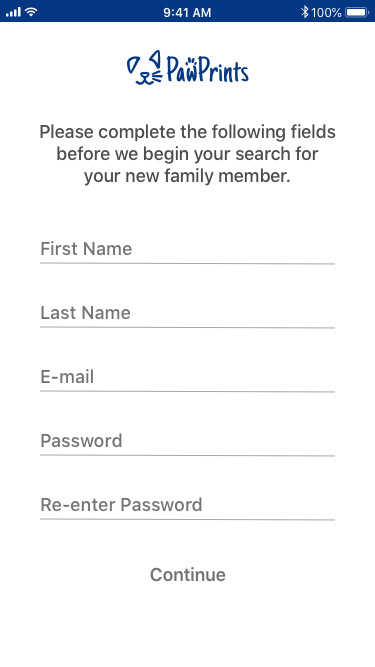 9:41 AM 100%
PawPrints
Please complete the following fields
before we begin your search for
your new family member.
First Name
Last Name
E-mail
Password
Re-enter Password
Continue